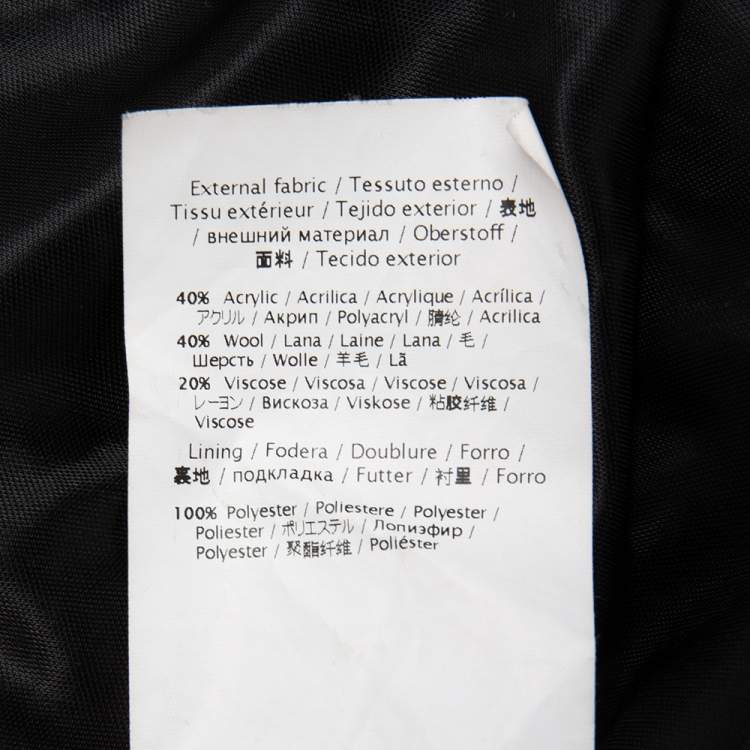 External fabric / Tessuto esterno /
Tissu extérieur / Tejido exterior / 表地
/ внешний материал / Oberstoff /
面料 / Tecido exterior
40% Acrylic / Acrilica / Acrylique / Acrílica /
アクリル / Акрип / Polyacryl / 腈纶 / Acrilica
40% Wool / Lana / Laine / Lana / 毛 /
Шерсть / Wolle / 羊毛 / Lã
20% Viscose / Viscosa / Viscose / Viscosa /
レーヨン / Вискоза / Viskose / 粘胶纤维 /
Viscose
Lining / Fodera / Doublure / Forro /
裏地 / подкладка / Futter / 衬里 / Forro
100% Polyester / Poliestere / Polyester /
Poliester / ポリエステル / Лопиэфир /
Polyester / 聚酯纤维 / Poliéster